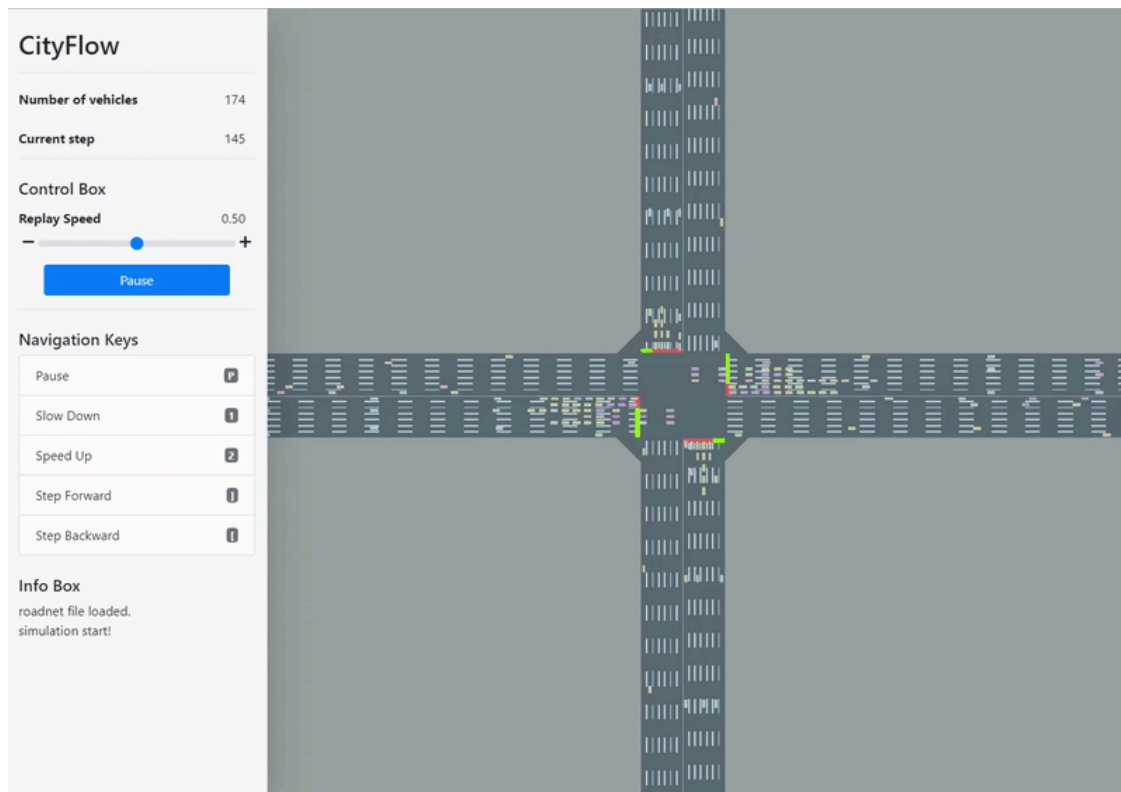 CityFlow
Number of vehicles 174
Current step 145
Control Box
Replay Speed 0.50
− +
Pause
Navigation Keys
Pause P
Slow Down 1
Speed Up 2
Step Forward ]
Step Backward [
Info Box
roadnet file loaded.
simulation start!